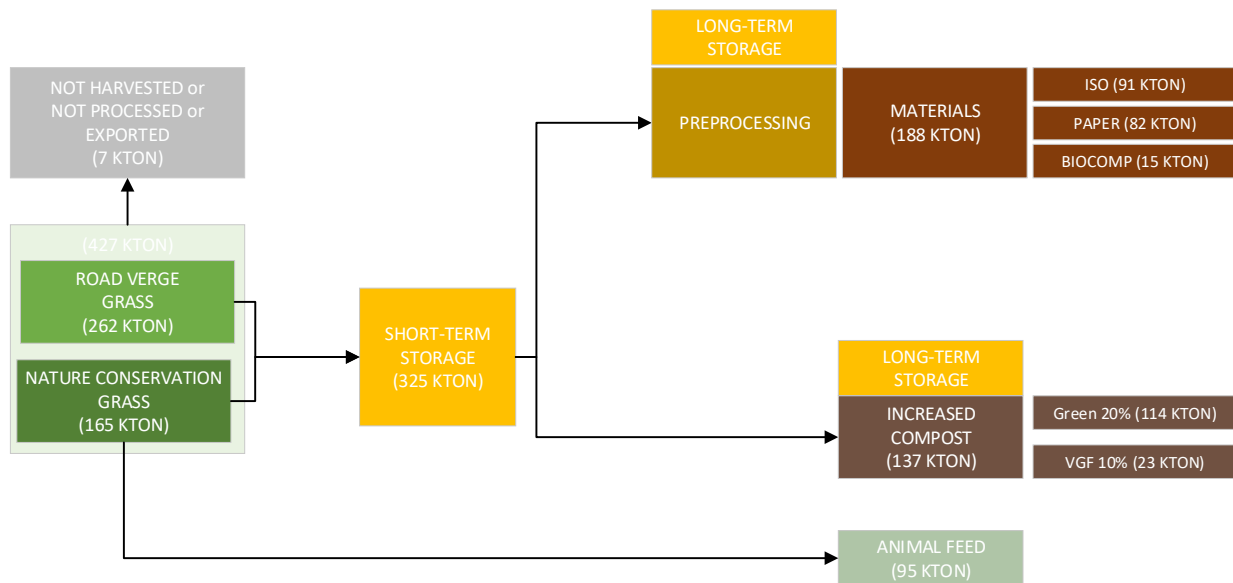 NOT HARVESTED or
NOT PROCESSED or
EXPORTED
(7 KTON)
(427 KTON)
ROAD VERGE
GRASS
(262 KTON)
NATURE CONSERVATION
GRASS
(165 KTON)
SHORT-TERM
STORAGE
(325 KTON)
LONG-TERM
STORAGE
PREPROCESSING
MATERIALS
(188 KTON)
ISO (91 KTON)
PAPER (82 KTON)
BIOCOMP (15 KTON)
LONG-TERM
STORAGE
INCREASED
COMPOST
(137 KTON)
Green 20% (114 KTON)
VGF 10% (23 KTON)
ANIMAL FEED
(95 KTON)